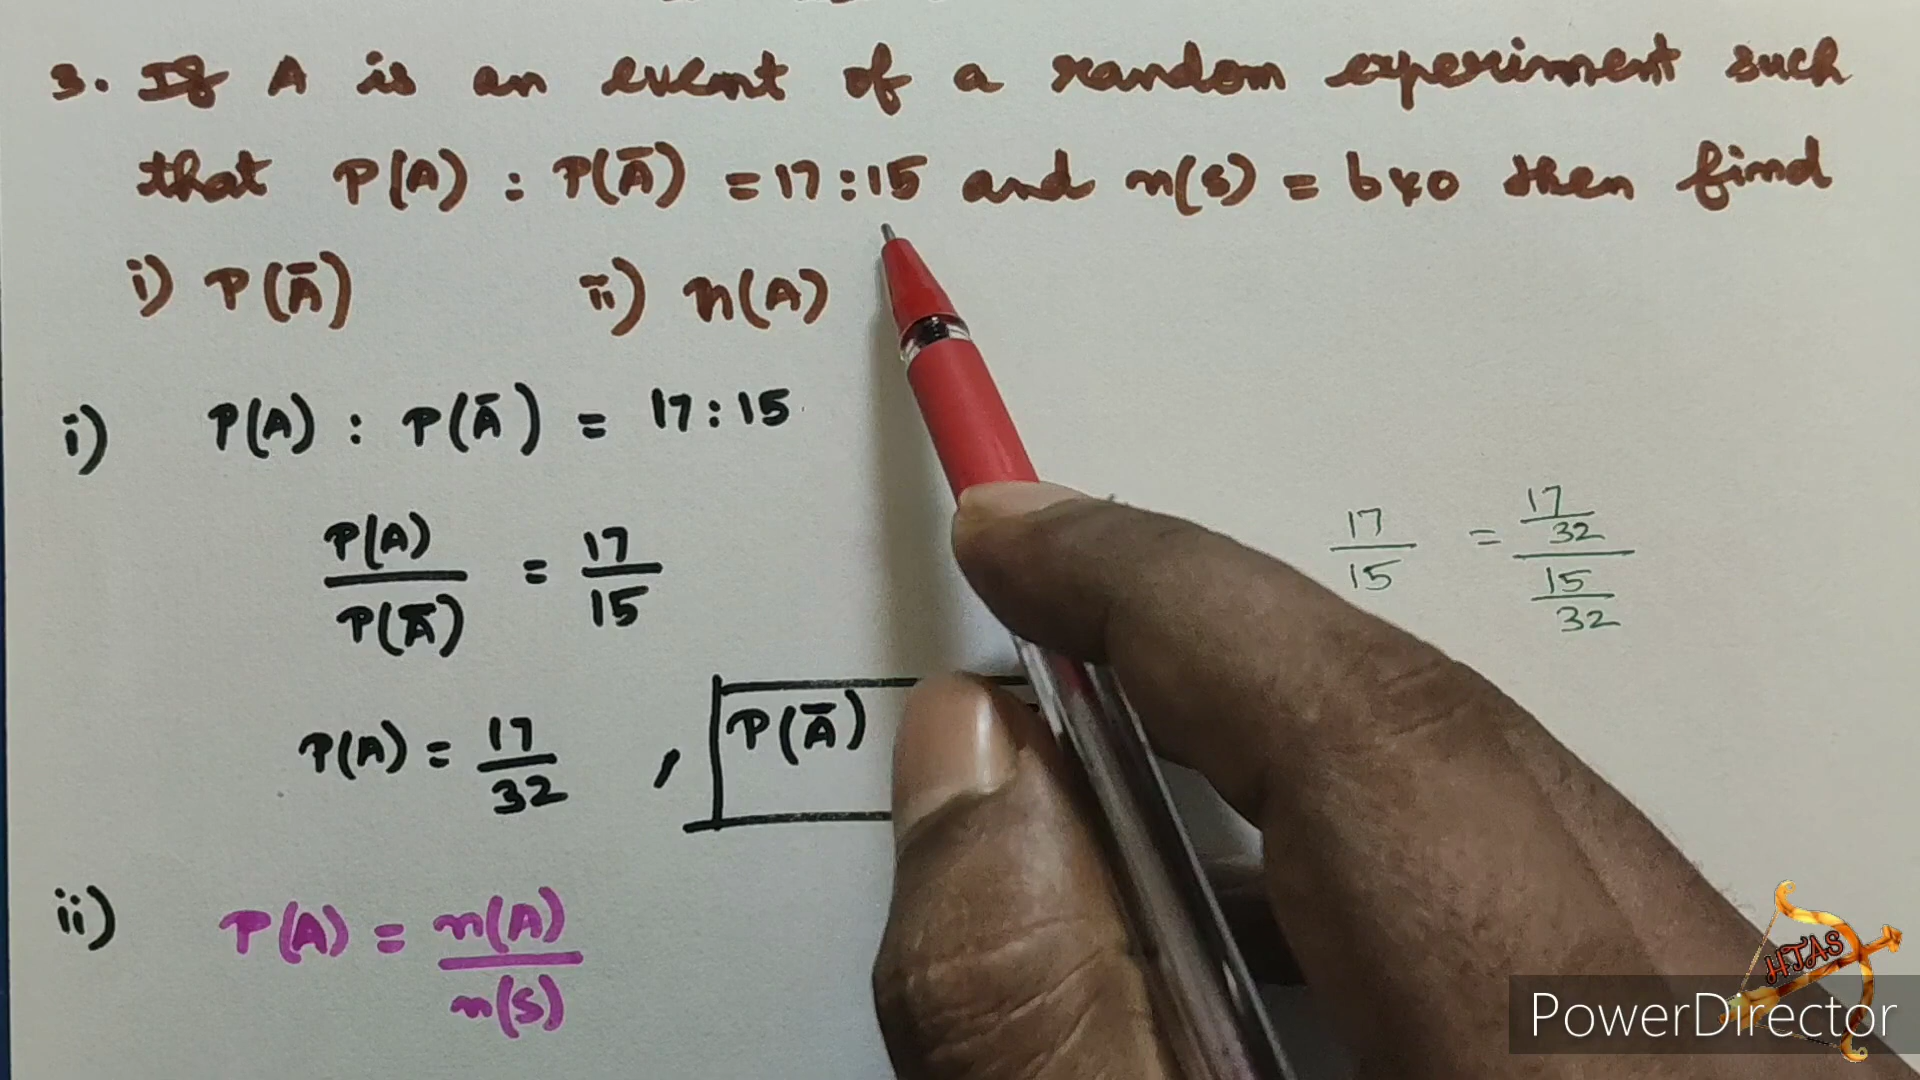 3. If A is an event of a random experiment such
that P(A) : P(Ā) = 17 : 15 and n(S) = 640 then find
i) P(Ā) ii) n(A)
i) P(A) : P(Ā) = 17 : 15
P(A)/P(Ā) = 17/15
17/15 = (17/32)/(15/32)
P(A) = 17/32 , P(Ā)
ii) P(A) = n(A)/n(S)
HTAS
PowerDirector